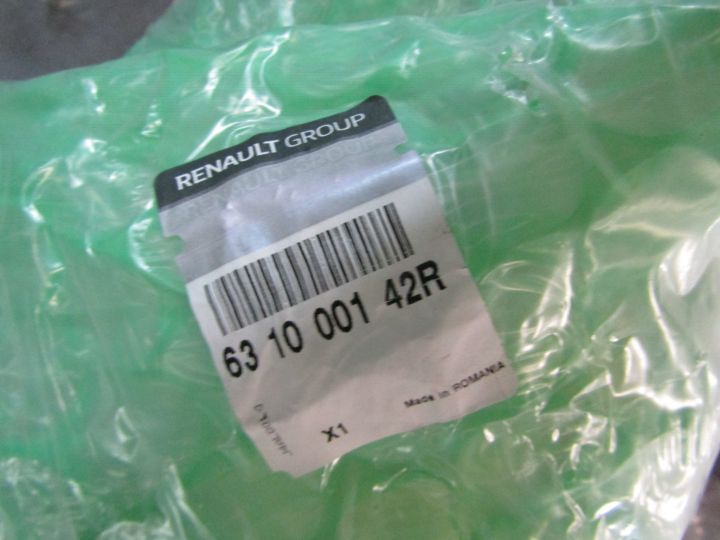 RENAULT GROUP
63 10 001 42R
Made in ROMANIA
X1